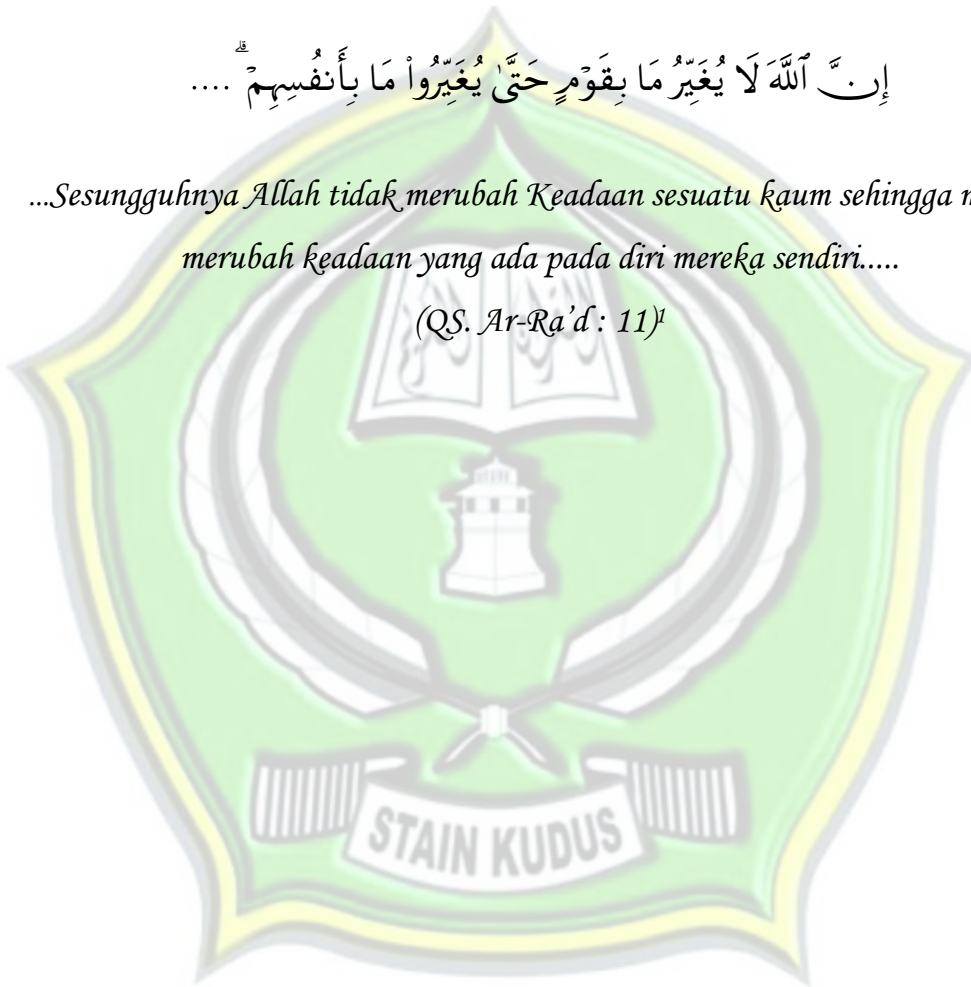 إِنَّ ٱللَّهَ لَا يُغَيِّرُ مَا بِقَوْمٍ حَتَّىٰ يُغَيِّرُوا۟ مَا بِأَنفُسِهِمْ ۗ ....
...Sesungguhnya Allah tidak merubah Keadaan sesuatu kaum sehingga
merubah keadaan yang ada pada diri mereka sendiri.....
(QS. Ar-Ra’d : 11)¹
STAIN KUDUS